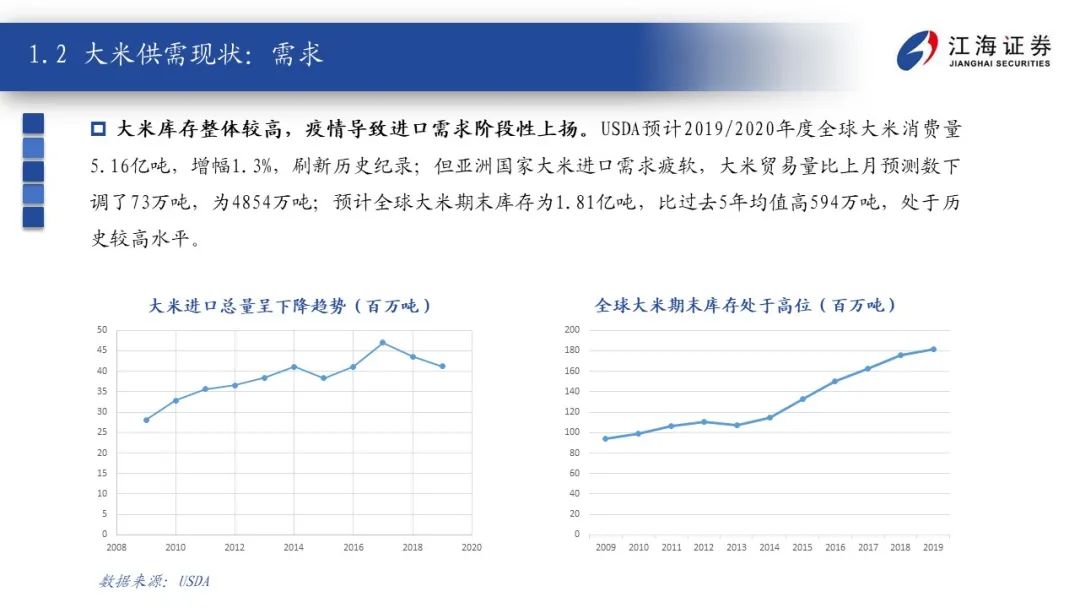 1.2 大米供需现状：需求
江海证券
JIANGHAI SECURITIES
大米库存整体较高，疫情导致进口需求阶段性上扬。USDA预计2019/2020年度全球大米消费量
5.16亿吨，增幅1.3%，刷新历史纪录；但亚洲国家大米进口需求疲软，大米贸易量比上月预测数下
调了73万吨，为4854万吨；预计全球大米期末库存为1.81亿吨，比过去5年均值高594万吨，处于历
史较高水平。
大米进口总量呈下降趋势（百万吨）
50
45
40
35
30
25
20
15
10
5
0
2008 2010 2012 2014 2016 2018 2020
全球大米期末库存处于高位（百万吨）
200
180
160
140
120
100
80
60
40
20
0
2009 2010 2011 2012 2013 2014 2015 2016 2017 2018 2019
数据来源：USDA